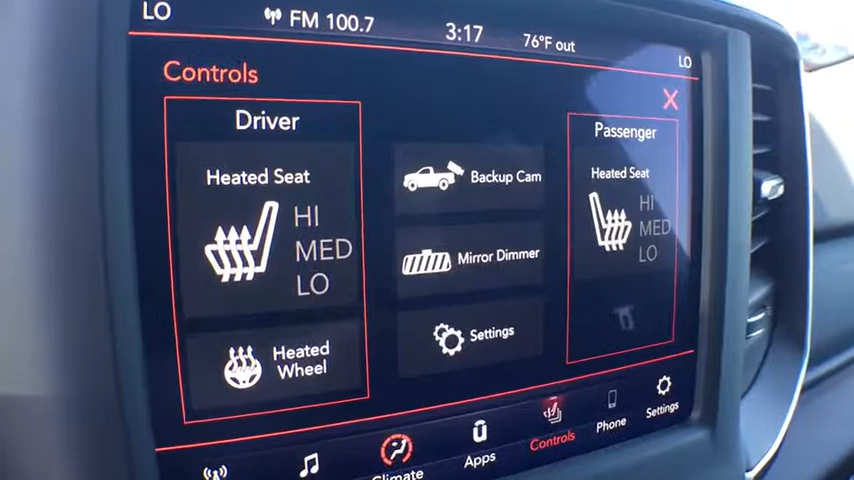 LO
FM 100.7
3:17
76°F out
LO
Controls
X
Driver
Heated Seat
HI
MED
LO
Heated
Wheel
Backup Cam
Mirror Dimmer
Settings
Passenger
Heated Seat
HI
MED
LO
Climate
Apps
Controls
Phone
Settings